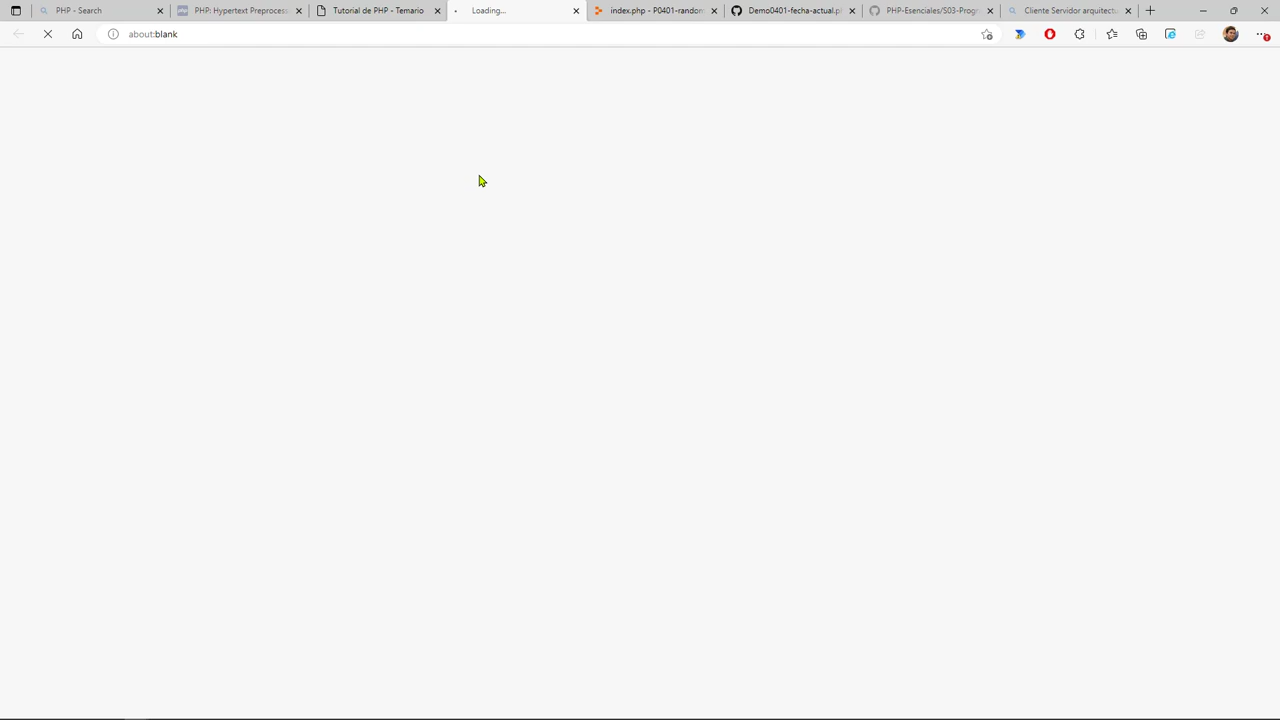 PHP - Search
PHP: Hypertext Preprocess
Tutorial de PHP - Temario
Loading...
index.php - P0401-random
Demo0401-fecha-actual.p
PHP-Esenciales/S03-Progr
Cliente Servidor arquitectu
about:blank